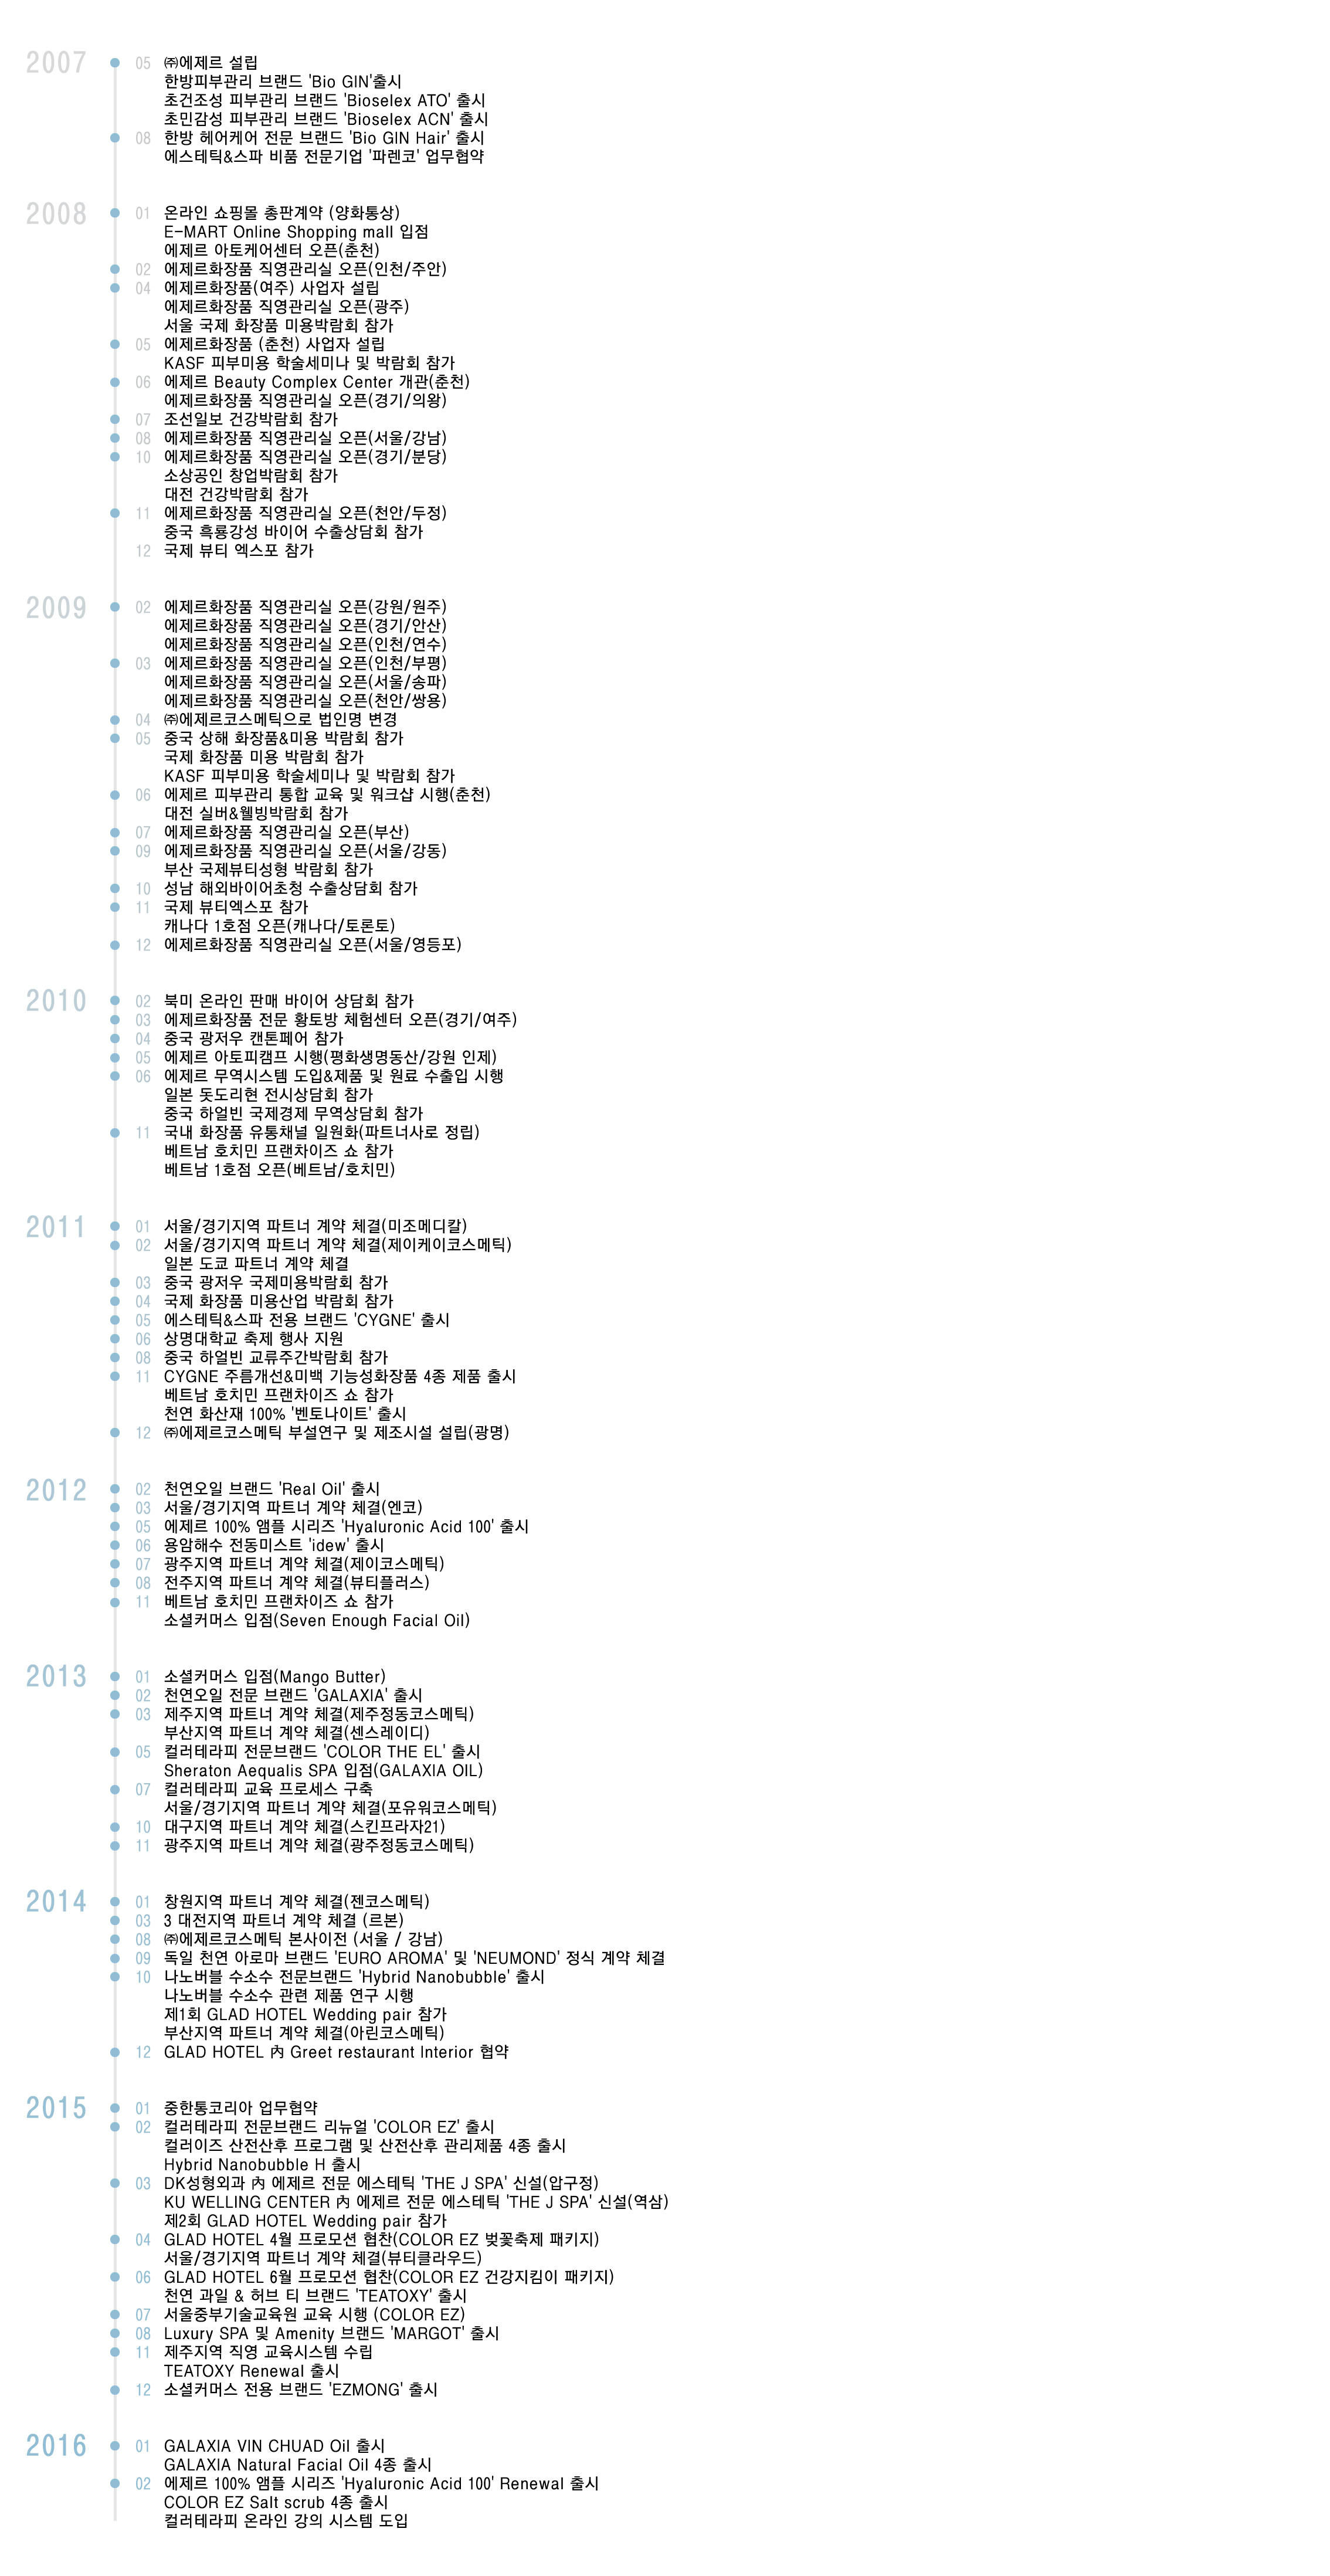 2007 05 ㈜에제르 설립
한방피부관리 브랜드 'Bio GIN'출시
초건조성 피부관리 브랜드 'Bioselex ATO' 출시
초민감성 피부관리 브랜드 'Bioselex ACN' 출시
08 한방 헤어케어 전문 브랜드 'Bio GIN Hair' 출시
에스테틱&스파 비품 전문기업 '파렌코' 업무협약
2008 01 온라인 쇼핑몰 총판계약 (양화통상)
E-MART Online Shopping mall 입점
에제르 아토케어센터 오픈(춘천)
02 에제르화장품 직영관리실 오픈(인천/주안)
04 에제르화장품(여주) 사업자 설립
에제르화장품 직영관리실 오픈(광주)
서울 국제 화장품 미용박람회 참가
05 에제르화장품 (춘천) 사업자 설립
KASF 피부미용 학술세미나 및 박람회 참가
06 에제르 Beauty Complex Center 개관(춘천)
에제르화장품 직영관리실 오픈(경기/의왕)
07 조선일보 건강박람회 참가
08 에제르화장품 직영관리실 오픈(서울/강남)
10 에제르화장품 직영관리실 오픈(경기/분당)
소상공인 창업박람회 참가
대전 건강박람회 참가
11 에제르화장품 직영관리실 오픈(천안/두정)
중국 흑룡강성 바이어 수출상담회 참가
12 국제 뷰티 엑스포 참가
2009 02 에제르화장품 직영관리실 오픈(강원/원주)
에제르화장품 직영관리실 오픈(경기/안산)
에제르화장품 직영관리실 오픈(인천/연수)
03 에제르화장품 직영관리실 오픈(인천/부평)
에제르화장품 직영관리실 오픈(서울/송파)
에제르화장품 직영관리실 오픈(천안/쌍용)
04 ㈜에제르코스메틱으로 법인명 변경
05 중국 상해 화장품&미용 박람회 참가
국제 화장품 미용 박람회 참가
KASF 피부미용 학술세미나 및 박람회 참가
06 에제르 피부관리 통합 교육 및 워크샵 시행(춘천)
대전 실버&웰빙박람회 참가
07 에제르화장품 직영관리실 오픈(부산)
09 에제르화장품 직영관리실 오픈(서울/강동)
부산 국제뷰티성형 박람회 참가
10 성남 해외바이어초청 수출상담회 참가
11 국제 뷰티엑스포 참가
캐나다 1호점 오픈(캐나다/토론토)
12 에제르화장품 직영관리실 오픈(서울/영등포)
2010 02 북미 온라인 판매 바이어 상담회 참가
03 에제르화장품 전문 황토방 체험센터 오픈(경기/여주)
04 중국 광저우 캔톤페어 참가
05 에제르 아토피캠프 시행(평화생명동산/강원 인제)
06 에제르 무역시스템 도입&제품 및 원료 수출입 시행
일본 돗도리현 전시상담회 참가
중국 하얼빈 국제경제 무역상담회 참가
11 국내 화장품 유통채널 일원화(파트너사로 정립)
베트남 호치민 프랜차이즈 쇼 참가
베트남 1호점 오픈(베트남/호치민)
2011 01 서울/경기지역 파트너 계약 체결(미조메디칼)
02 서울/경기지역 파트너 계약 체결(제이케이코스메틱)
일본 도쿄 파트너 계약 체결
03 중국 광저우 국제미용박람회 참가
04 국제 화장품 미용산업 박람회 참가
05 에스테틱&스파 전용 브랜드 'CYGNE' 출시
06 상명대학교 축제 행사 지원
08 중국 하얼빈 교류주간박람회 참가
11 CYGNE 주름개선&미백 기능성화장품 4종 제품 출시
베트남 호치민 프랜차이즈 쇼 참가
천연 화산재 100% '벤토나이트' 출시
12 ㈜에제르코스메틱 부설연구 및 제조시설 설립(광명)
2012 02 천연오일 브랜드 'Real Oil' 출시
03 서울/경기지역 파트너 계약 체결(엔코)
05 에제르 100% 앰플 시리즈 'Hyaluronic Acid 100' 출시
06 용암해수 전동미스트 'idew' 출시
07 광주지역 파트너 계약 체결(제이코스메틱)
08 전주지역 파트너 계약 체결(뷰티플러스)
11 베트남 호치민 프랜차이즈 쇼 참가
소셜커머스 입점(Seven Enough Facial Oil)
2013 01 소셜커머스 입점(Mango Butter)
02 천연오일 전문 브랜드 'GALAXIA' 출시
03 제주지역 파트너 계약 체결(제주정동코스메틱)
부산지역 파트너 계약 체결(센스레이디)
05 컬러테라피 전문브랜드 'COLOR THE EL' 출시
Sheraton Aequalis SPA 입점(GALAXIA OIL)
07 컬러테라피 교육 프로세스 구축
서울/경기지역 파트너 계약 체결(포유워코스메틱)
10 대구지역 파트너 계약 체결(스킨프라자21)
11 광주지역 파트너 계약 체결(광주정동코스메틱)
2014 01 창원지역 파트너 계약 체결(젠코스메틱)
03 3 대전지역 파트너 계약 체결 (르본)
08 ㈜에제르코스메틱 본사이전 (서울 / 강남)
09 독일 천연 아로마 브랜드 'EURO AROMA' 및 'NEUMOND' 정식 계약 체결
10 나노버블 수소수 전문브랜드 'Hybrid Nanobubble' 출시
나노버블 수소수 관련 제품 연구 시행
제1회 GLAD HOTEL Wedding pair 참가
부산지역 파트너 계약 체결(아린코스메틱)
12 GLAD HOTEL 內 Greet restaurant Interior 협약
2015 01 중한통코리아 업무협약
02 컬러테라피 전문브랜드 리뉴얼 'COLOR EZ' 출시
컬러이즈 산전산후 프로그램 및 산전산후 관리제품 4종 출시
Hybrid Nanobubble H 출시
03 DK성형외과 內 에제르 전문 에스테틱 'THE J SPA' 신설(압구정)
KU WELLING CENTER 內 에제르 전문 에스테틱 'THE J SPA' 신설(역삼)
제2회 GLAD HOTEL Wedding pair 참가
04 GLAD HOTEL 4월 프로모션 협찬(COLOR EZ 벚꽃축제 패키지)
서울/경기지역 파트너 계약 체결(뷰티클라우드)
06 GLAD HOTEL 6월 프로모션 협찬(COLOR EZ 건강지킴이 패키지)
천연 과일 & 허브 티 브랜드 'TEATOXY' 출시
07 서울중부기술교육원 교육 시행 (COLOR EZ)
08 Luxury SPA 및 Amenity 브랜드 'MARGOT' 출시
11 제주지역 직영 교육시스템 수립
TEATOXY Renewal 출시
12 소셜커머스 전용 브랜드 'EZMONG' 출시
2016 01 GALAXIA VIN CHUAD Oil 출시
GALAXIA Natural Facial Oil 4종 출시
02 에제르 100% 앰플 시리즈 'Hyaluronic Acid 100' Renewal 출시
COLOR EZ Salt scrub 4종 출시
컬러테라피 온라인 강의 시스템 도입